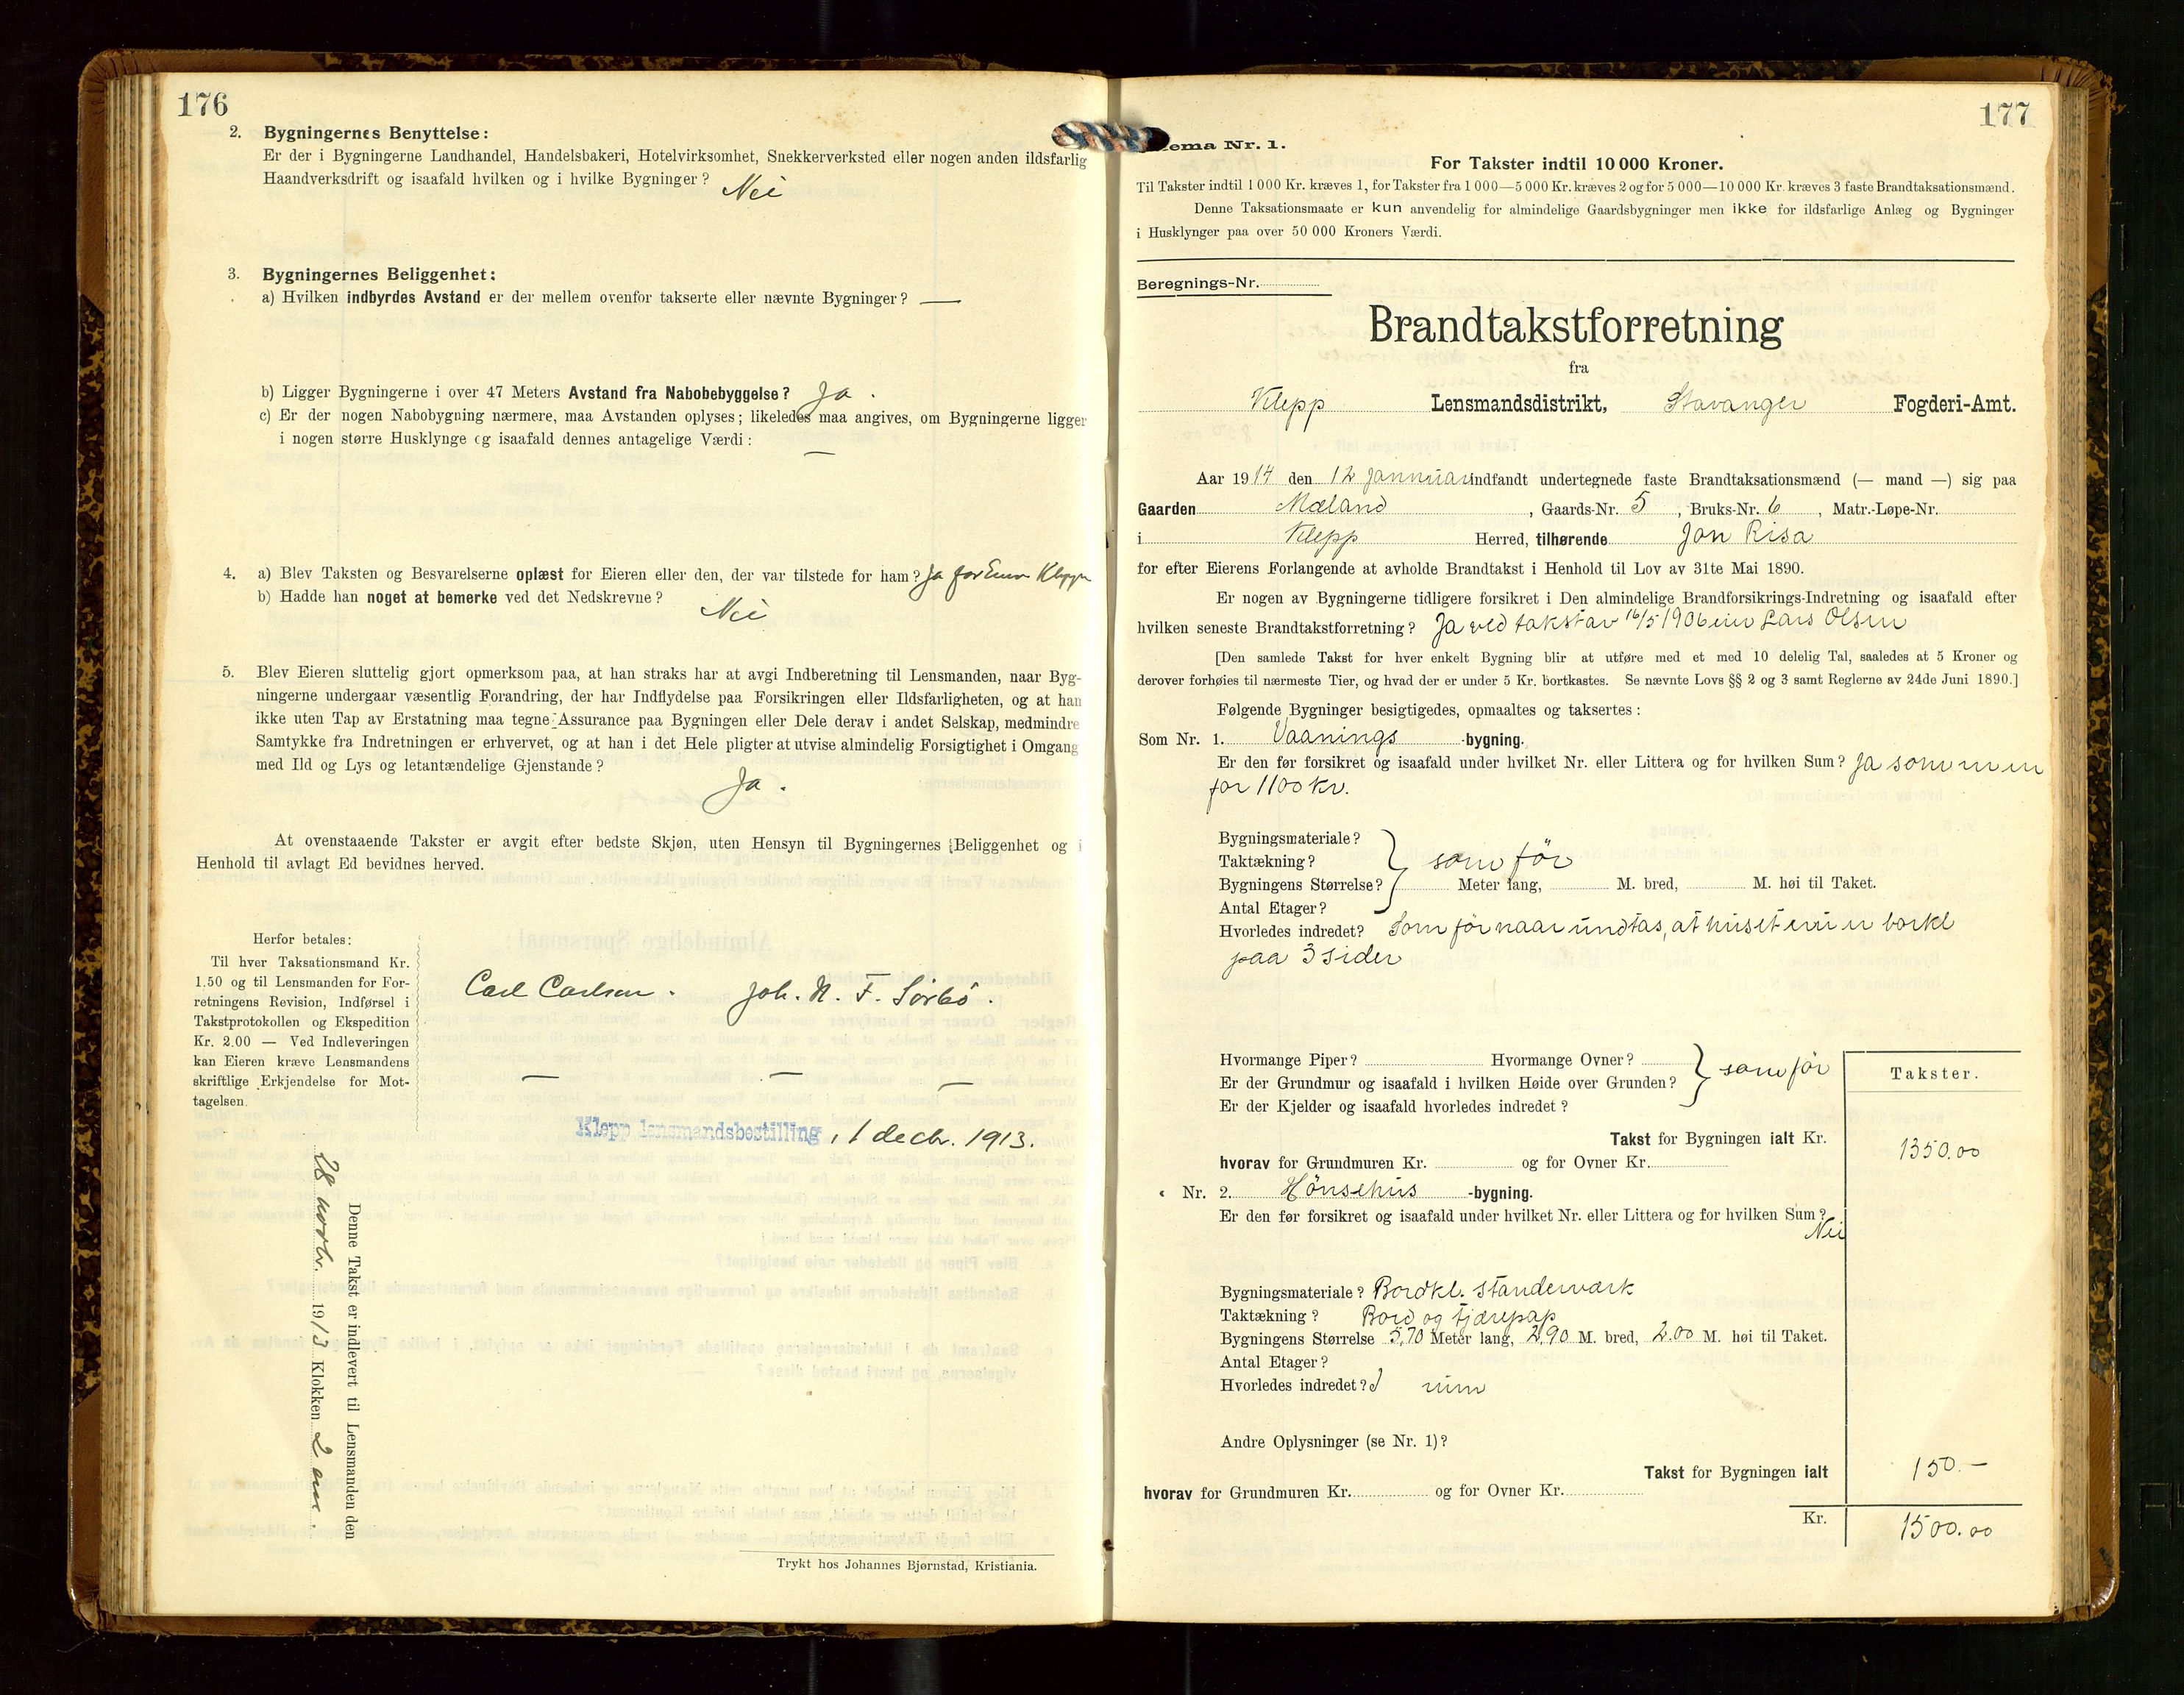 176
2. Bygningernes Benyttelse:
Er der i Bygningerne Landhandel, Handelsbakeri, Hotelvirksomhet, Snekkerverksted eller nogen anden ildsfarlig
Haandverksdrift og isaafald hvilken og i hvilke Bygninger? Nei
3. Bygningernes Beliggenhet:
a) Hvilken indbyrdes Avstand er der mellem ovenfor takserte eller nævnte Bygninger? —
b) Ligger Bygningerne i over 47 Meters Avstand fra Nabobebyggelse? Ja.
c) Er der nogen Nabobygning nærmere, maa Avstanden oplyses; likeledes maa angives, om Bygningerne ligger
i nogen større Husklynge og isaafald dennes antagelige Værdi: —
4. a) Blev Taksten og Besvarelserne oplæst for Eieren eller den, der var tilstede for ham? Ja for
b) Hadde han noget at bemerke ved det Nedskrevne? Nei
5. Blev Eieren sluttelig gjort opmerksom paa, at han straks har at avgi Indberetning til Lensmanden, naar Byg-
ningerne undergaar væsentlig Forandring, der har Indflydelse paa Forsikringen eller Ildsfarligheten, og at han
ikke uten Tap av Erstatning maa tegne Assurance paa Bygningen eller Dele derav i andet Selskap, medmindre
Samtykke fra Indretningen er erhvervet, og at han i det Hele pligter at utvise almindelig Forsigtighet i Omgang
med Ild og Lys og letantændelige Gjenstande?
Ja.
At ovenstaaende Takster er avgit efter bedste Skjøn, uten Hensyn til Bygningernes Beliggenhet og i
Henhold til avlagt Ed bevidnes herved.
Herfor betales:
Til hver Taksationsmand Kr.
1.50 og til Lensmanden for For-
retningens Revision, Indførsel i
Takstprotokollen og Ekspedition
Kr. 2.00 — Ved Indleveringen
kan Eieren kræve Lensmandens
skriftlige Erkjendelse for Mot-
tagelsen.
Carl Carlsen. Joh. N. F. Sørbø.
— — —
Klepp lensmandsbestilling, 1 decbr. 1913.
Denne Takst er indlevert til Lensmanden den
28 novbr. 1913 Klokken 2 em.
Trykt hos Johannes Bjørnstad, Kristiania.
177
ema Nr. 1.
For Takster indtil 10 000 Kroner.
Til Takster indtil 1 000 Kr. kræves 1, for Takster fra 1 000—5 000 Kr. kræves 2 og for 5 000—10 000 Kr. kræves 3 faste Brandtaksationsmænd.
Denne Taksationsmaate er kun anvendelig for almindelige Gaardsbygninger men ikke for ildsfarlige Anlæg og Bygninger
i Husklynger paa over 50 000 Kroners Værdi.
Beregnings-Nr.
Brandtakstforretning
fra
Klepp Lensmandsdistrikt, Stavanger Fogderi-Amt.
Aar 1914 den 12 Jannuar indfandt undertegnede faste Brandtaksationsmænd (— mand —) sig paa
Gaarden Mæland, Gaards-Nr. 5, Bruks-Nr. 6, Matr.-Løpe-Nr.
i Klepp Herred, tilhørende Jon Risa
for efter Eierens Forlangende at avholde Brandtakst i Henhold til Lov av 31te Mai 1890.
Er nogen av Bygningerne tidligere forsikret i Den almindelige Brandforsikrings-Indretning og isaafald efter
hvilken seneste Brandtakstforretning? Ja ved takst av 16/5 1906 Lars Olsen
[Den samlede Takst for hver enkelt Bygning blir at utføre med et med 10 delelig Tal, saaledes at 5 Kroner og
derover forhøies til nærmeste Tier, og hvad der er under 5 Kr. bortkastes. Se nævnte Lovs §§ 2 og 3 samt Reglerne av 24de Juni 1890.]
Følgende Bygninger besigtigedes, opmaaltes og taksertes:
Som Nr. 1. Vaanings-bygning.
Er den før forsikret og isaafald under hvilket Nr. eller Littera og for hvilken Sum? Ja som
for 1100 kr.
Bygningsmateriale?
Taktækning? som før
Bygningens Størrelse? Meter lang, M. bred, M. høi til Taket.
Antal Etager?
Hvorledes indredet? Som før naar undtas, at huset
paa 3 sider
Hvormange Piper? Hvormange Ovner?
Er der Grundmur og isaafald i hvilken Høide over Grunden? som før
Er der Kjelder og isaafald hvorledes indredet?
Takster.
Takst for Bygningen ialt Kr. 1350.00
hvorav for Grundmuren Kr. og for Ovner Kr.
Nr. 2. Hønsehus-bygning.
Er den før forsikret og isaafald under hvilket Nr. eller Littera og for hvilken Sum?
Nei
Bygningsmateriale? Bordkl. standerværk
Taktækning? Bord og tjærepap
Bygningens Størrelse 5,70 Meter lang, 2,90 M. bred, 2.00 M. høi til Taket.
Antal Etager?
Hvorledes indredet? 1 rum
Andre Oplysninger (se Nr. 1)?
Takst for Bygningen ialt 150.—
hvorav for Grundmuren Kr. og for Ovner Kr.
Kr. 1500.00